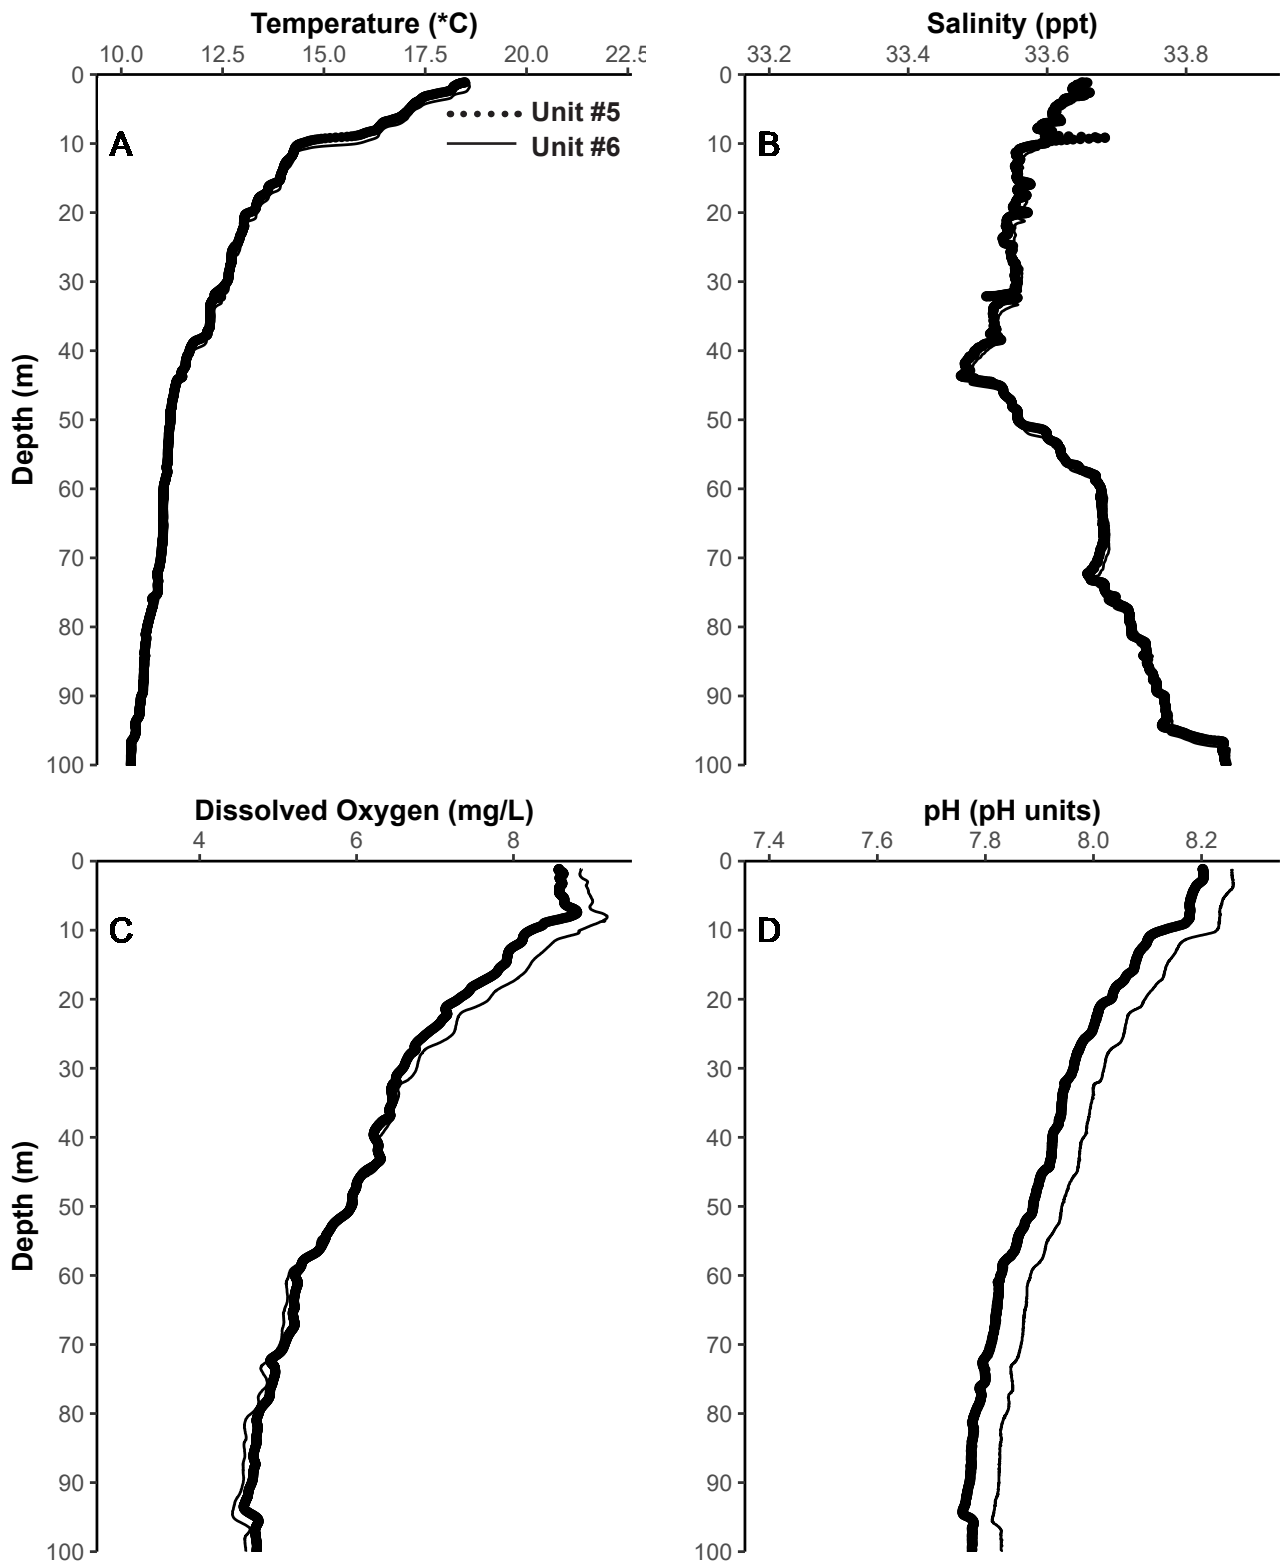 Temperature (*C)
10.0 12.5 15.0 17.5 20.0 22.5
0
10
20
30
40
50
60
70
80
90
100
Depth (m)
A
Unit #5
Unit #6
Salinity (ppt)
33.2 33.4 33.6 33.8
0
10
20
30
40
50
60
70
80
90
100
B
Dissolved Oxygen (mg/L)
4 6 8
0
10
20
30
40
50
60
70
80
90
100
Depth (m)
C
pH (pH units)
7.4 7.6 7.8 8.0 8.2
0
10
20
30
40
50
60
70
80
90
100
D